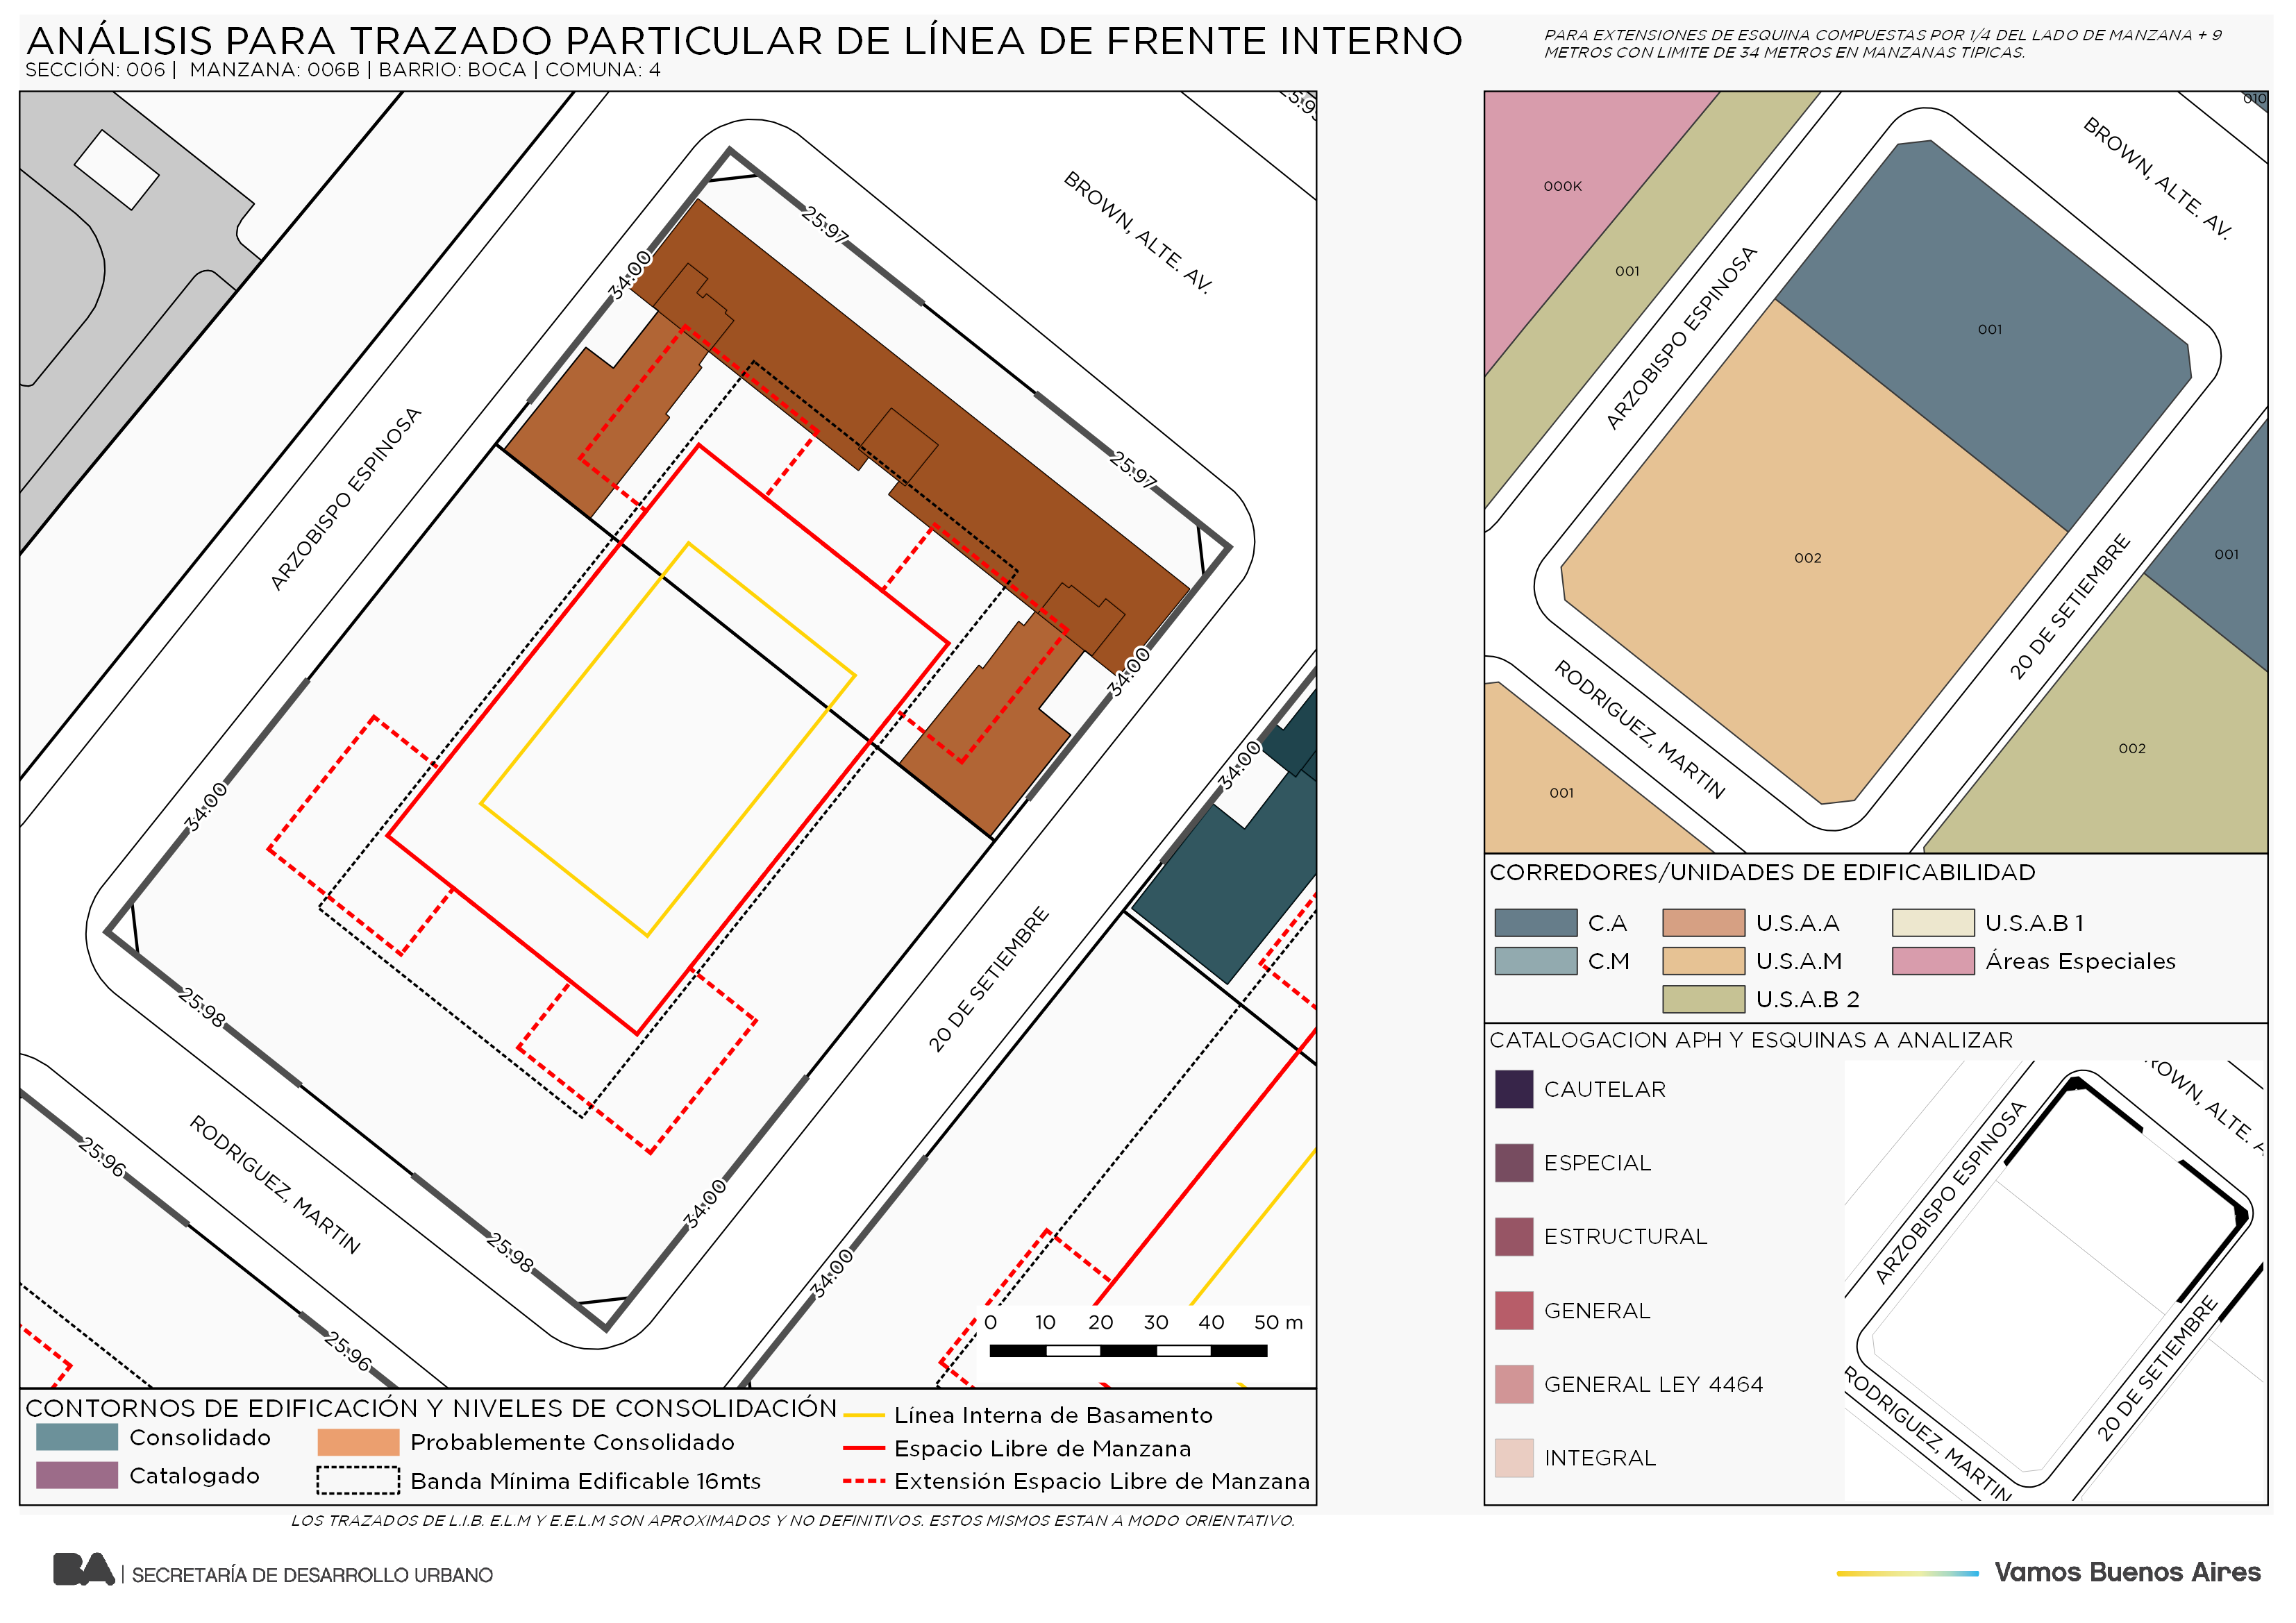 ANÁLISIS PARA TRAZADO PARTICULAR DE LÍNEA DE FRENTE INTERNO
SECCIÓN: 006 | MANZANA: 006B | BARRIO: BOCA | COMUNA: 4
PARA EXTENSIONES DE ESQUINA COMPUESTAS POR 1/4 DEL LADO DE MANZANA + 9
METROS CON LIMITE DE 34 METROS EN MANZANAS TIPICAS.
BROWN, ALTE. AV.
25.97
25.97
34:00
34:00
34:00
ARZOBISPO ESPINOSA
34:00
20 DE SETIEMBRE
25.98
25.98
34:00
34:00
RODRIGUEZ, MARTIN
25.96
25.96
0 10 20 30 40 50 m
CONTORNOS DE EDIFICACIÓN Y NIVELES DE CONSOLIDACIÓN
Consolidado
Catalogado
Probablemente Consolidado
Banda Mínima Edificable 16mts
Línea Interna de Basamento
Espacio Libre de Manzana
Extensión Espacio Libre de Manzana
010
000K
001
BROWN, ALTE. AV.
ARZOBISPO ESPINOSA
001
002
001
20 DE SETIEMBRE
RODRIGUEZ, MARTIN
002
001
CORREDORES/UNIDADES DE EDIFICABILIDAD
C.A
U.S.A.A
U.S.A.B 1
C.M
U.S.A.M
Áreas Especiales
U.S.A.B 2
CATALOGACION APH Y ESQUINAS A ANALIZAR
CAUTELAR
ESPECIAL
ESTRUCTURAL
GENERAL
GENERAL LEY 4464
INTEGRAL
ROWN, ALTE. A
ARZOBISPO ESPINOSA
20 DE SETIEMBRE
RODRIGUEZ, MARTIN
LOS TRAZADOS DE L.I.B. E.L.M Y E.E.L.M SON APROXIMADOS Y NO DEFINITIVOS. ESTOS MISMOS ESTAN A MODO ORIENTATIVO.
BA | SECRETARÍA DE DESARROLLO URBANO
Vamos Buenos Aires